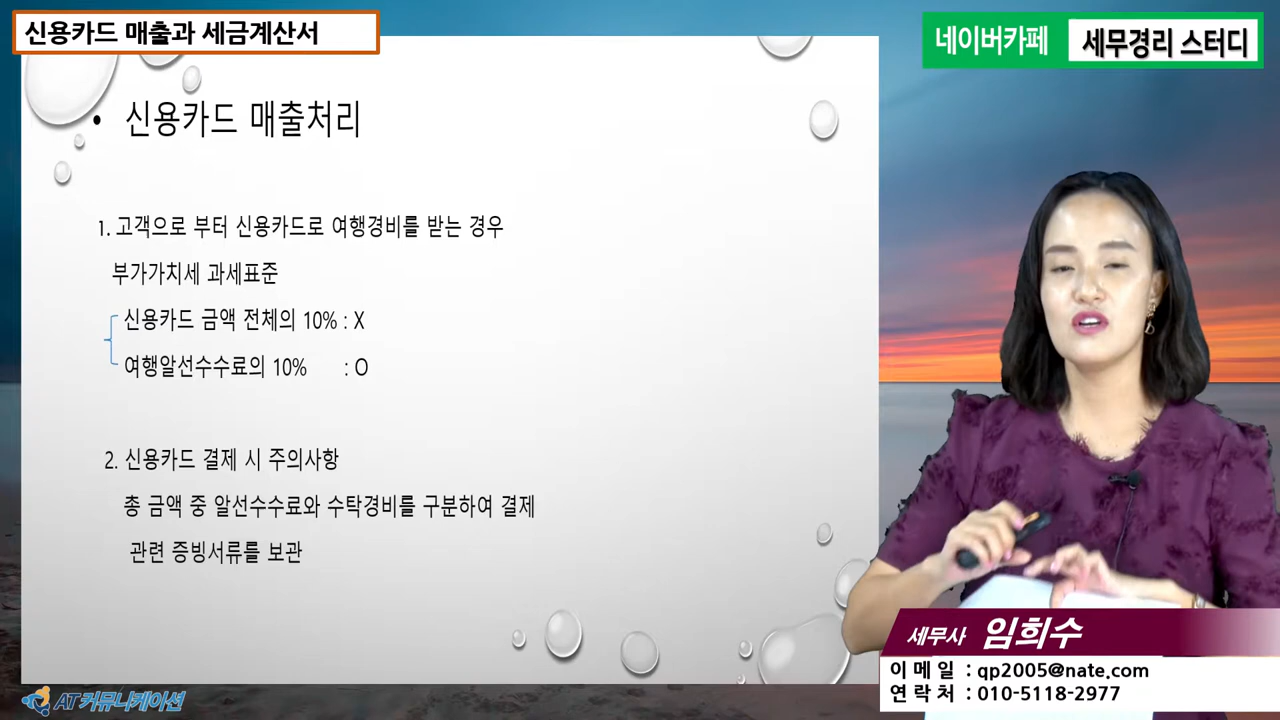 신용카드 매출과 세금계산서
네이버카페 세무경리 스터디
• 신용카드 매출처리
1. 고객으로 부터 신용카드로 여행경비를 받는 경우
부가가치세 과세표준
신용카드 금액 전체의 10% : X
여행알선수수료의 10% : O
2. 신용카드 결제 시 주의사항
총 금액 중 알선수수료와 수탁경비를 구분하여 결제
관련 증빙서류를 보관
세무사 임희수
이 메 일 : qp2005@nate.com
연 락 처 : 010-5118-2977
AT커뮤니케이션